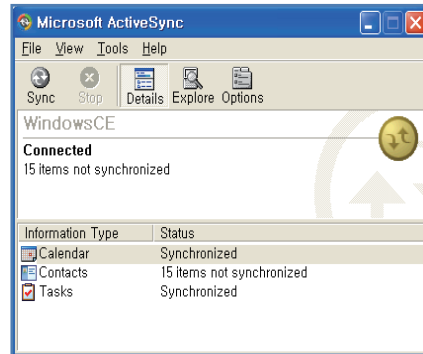 Microsoft ActiveSync
File View Tools Help
Sync Stop Details Explore Options
WindowsCE
Connected
15 items not synchronized
Information Type Status
Calendar Synchronized
Contacts 15 items not synchronized
Tasks Synchronized